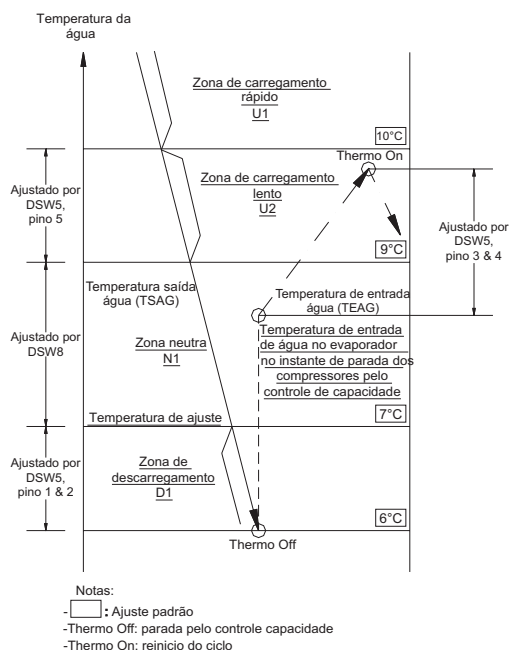 Temperatura da
água
Zona de carregamento
rápido
U1
10°C
Thermo On
Zona de carregamento
lento
U2
Ajustado por
DSW5,
pino 5
Ajustado por
DSW5,
pino 3 & 4
9°C
Temperatura saída
água (TSAG)
Temperatura de entrada
água (TEAG)
Temperatura de entrada
de água no evaporador
no instante de parada dos
compressores pelo
controle de capacidade
Zona neutra
N1
Ajustado por
DSW8
7°C
Temperatura de ajuste
Ajustado por
DSW5,
pino 1 & 2
Zona de
descarregamento
D1
6°C
Thermo Off
Notas:
- : Ajuste padrão
-Thermo Off: parada pelo controle capacidade
-Thermo On: reinicio do ciclo